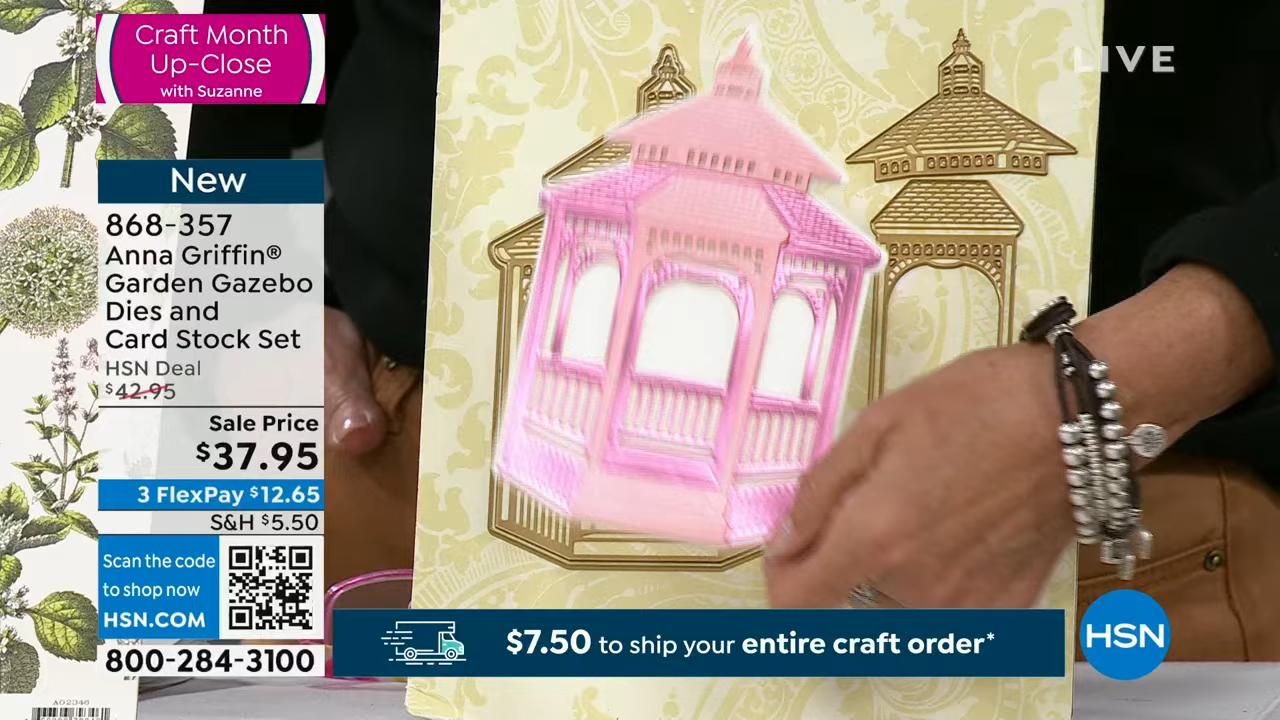 Craft Month
Up-Close
with Suzanne
LIVE
New
868-357
Anna Griffin®
Garden Gazebo
Dies and
Card Stock Set
HSN Deal
$42.95
Sale Price
$37.95
3 FlexPay $12.65
S&H $5.50
Scan the code
to shop now
HSN.COM
800-284-3100
$7.50 to ship your entire craft order*
HSN
A02346